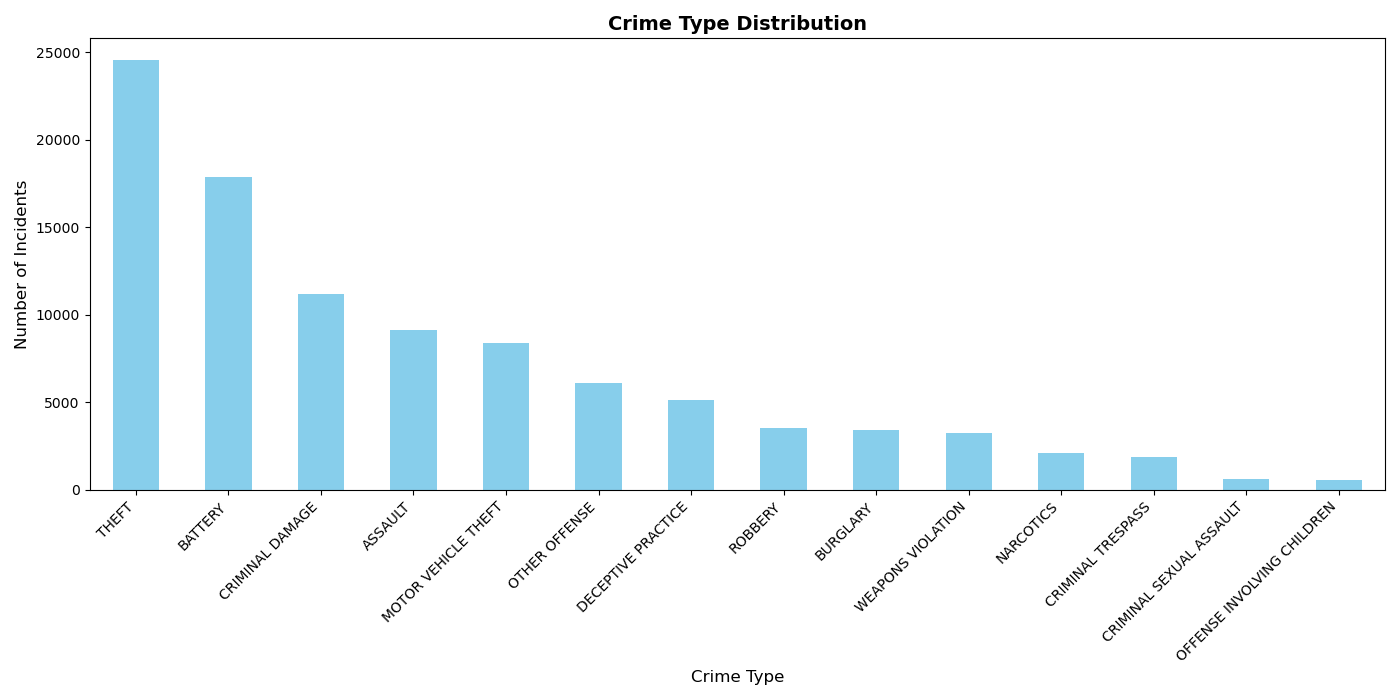 Crime Type Distribution
Number of Incidents
25000
20000
15000
10000
5000
0
THEFT
BATTERY
CRIMINAL DAMAGE
ASSAULT
MOTOR VEHICLE THEFT
OTHER OFFENSE
DECEPTIVE PRACTICE
ROBBERY
BURGLARY
WEAPONS VIOLATION
NARCOTICS
CRIMINAL TRESPASS
CRIMINAL SEXUAL ASSAULT
OFFENSE INVOLVING CHILDREN
Crime Type